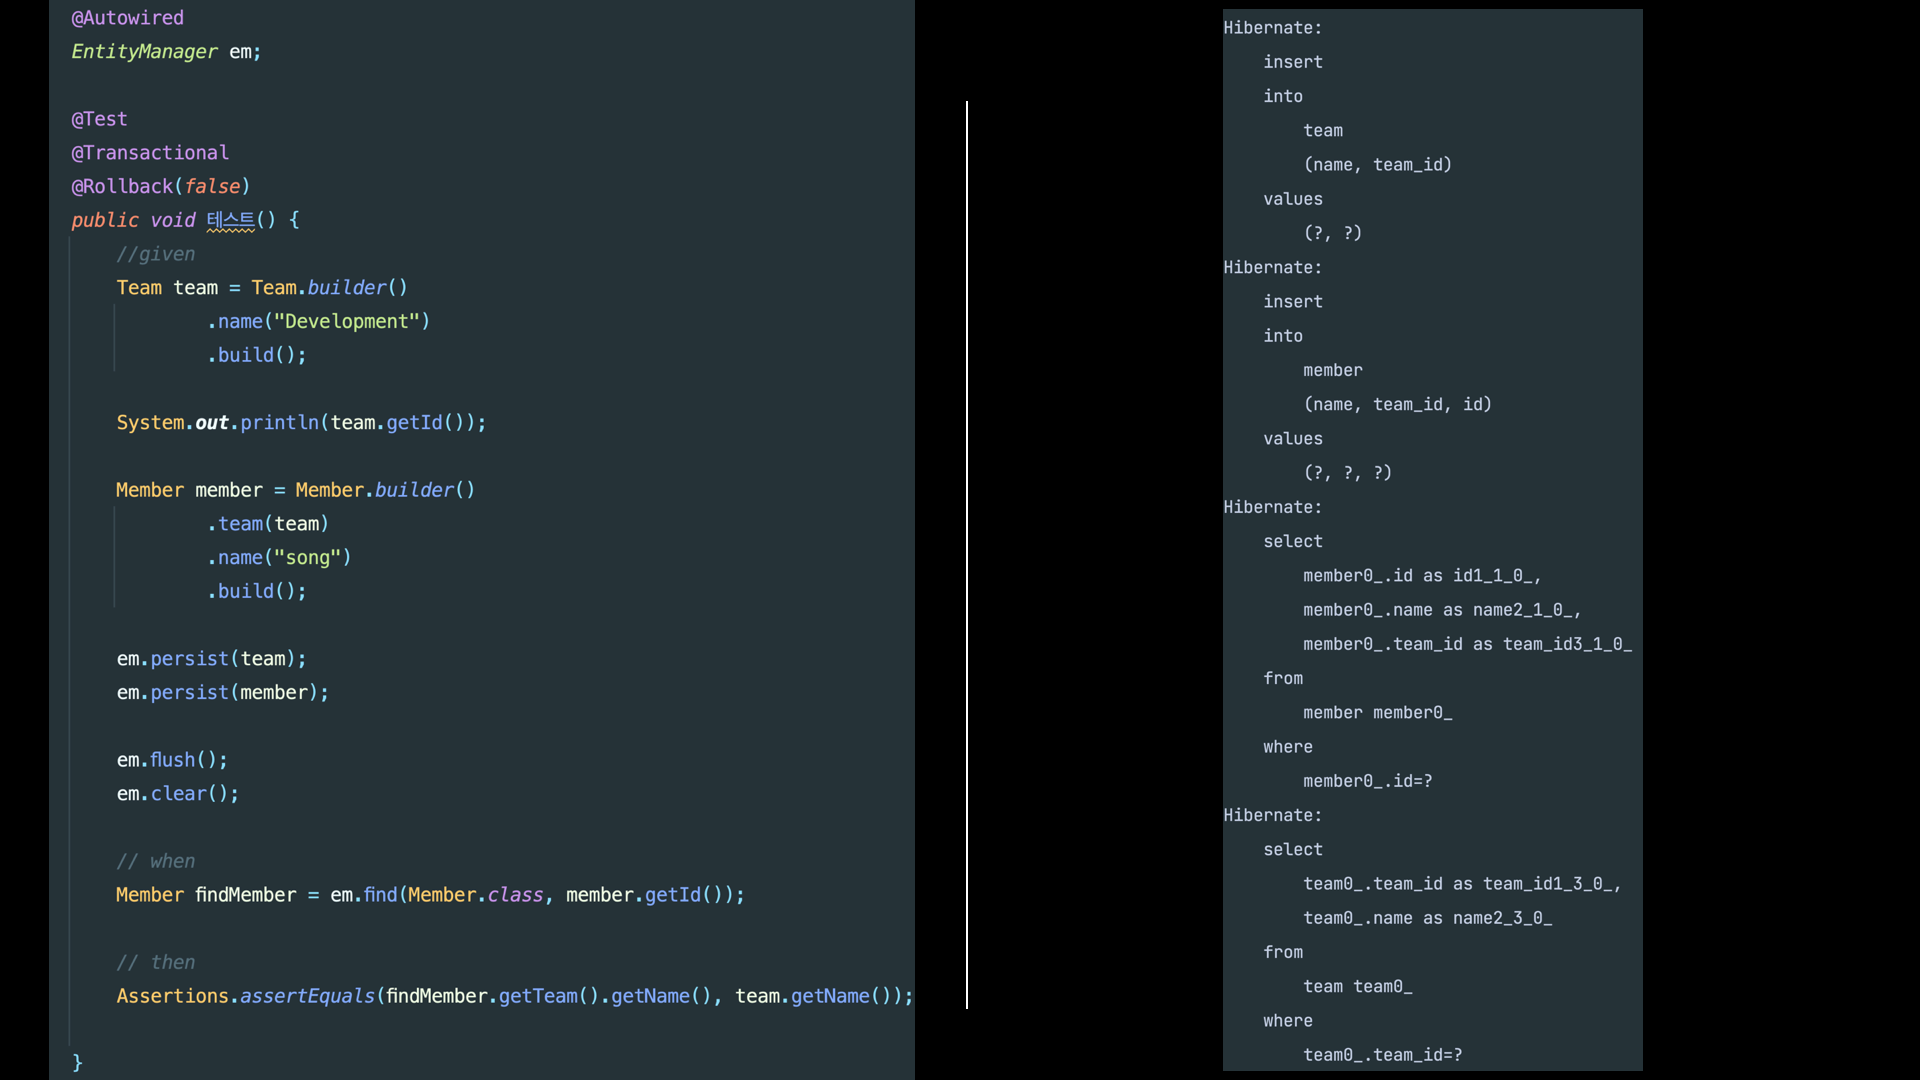 @Autowired
EntityManager em;
@Test
@Transactional
@Rollback(false)
public void 테스트() {
//given
Team team = Team.builder()
.name("Development")
.build();
System.out.println(team.getId());
Member member = Member.builder()
.team(team)
.name("song")
.build();
em.persist(team);
em.persist(member);
em.flush();
em.clear();
// when
Member findMember = em.find(Member.class, member.getId());
// then
Assertions.assertEquals(findMember.getTeam().getName(), team.getName());
}
Hibernate:
insert
into
team
(name, team_id)
values
(?, ?)
Hibernate:
insert
into
member
(name, team_id, id)
values
(?, ?, ?)
Hibernate:
select
member0_.id as id1_1_0_,
member0_.name as name2_1_0_,
member0_.team_id as team_id3_1_0_
from
member member0_
where
member0_.id=?
Hibernate:
select
team0_.team_id as team_id1_3_0_,
team0_.name as name2_3_0_
from
team team0_
where
team0_.team_id=?